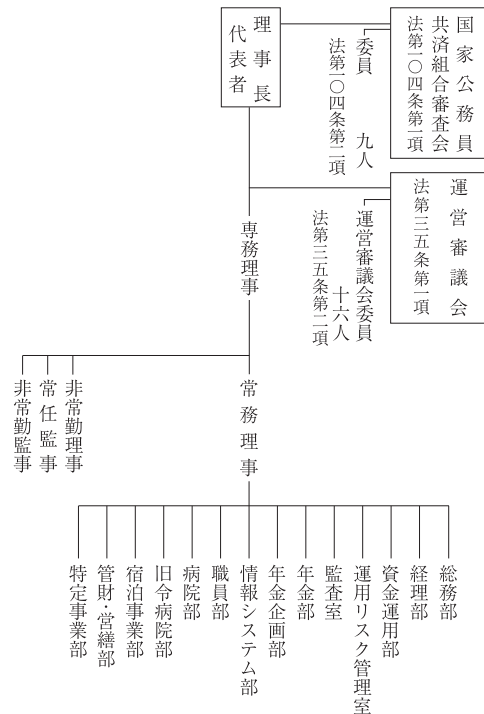 国家公務員
共済組合審査会
法第一〇四条第一項
委員　九人
法第一〇四条第二項
理事長
代表者
運営審議会
法第三五条第一項
運営審議会委員
十六人
法第三五条第二項
専務理事
常務理事
非常勤理事
常任監事
非常勤監事
総務部
経理部
資金運用部
運用リスク管理室
監査室
年金部
年金企画部
情報システム部
職員部
病院部
旧令病院部
宿泊事業部
管財・営繕部
特定事業部